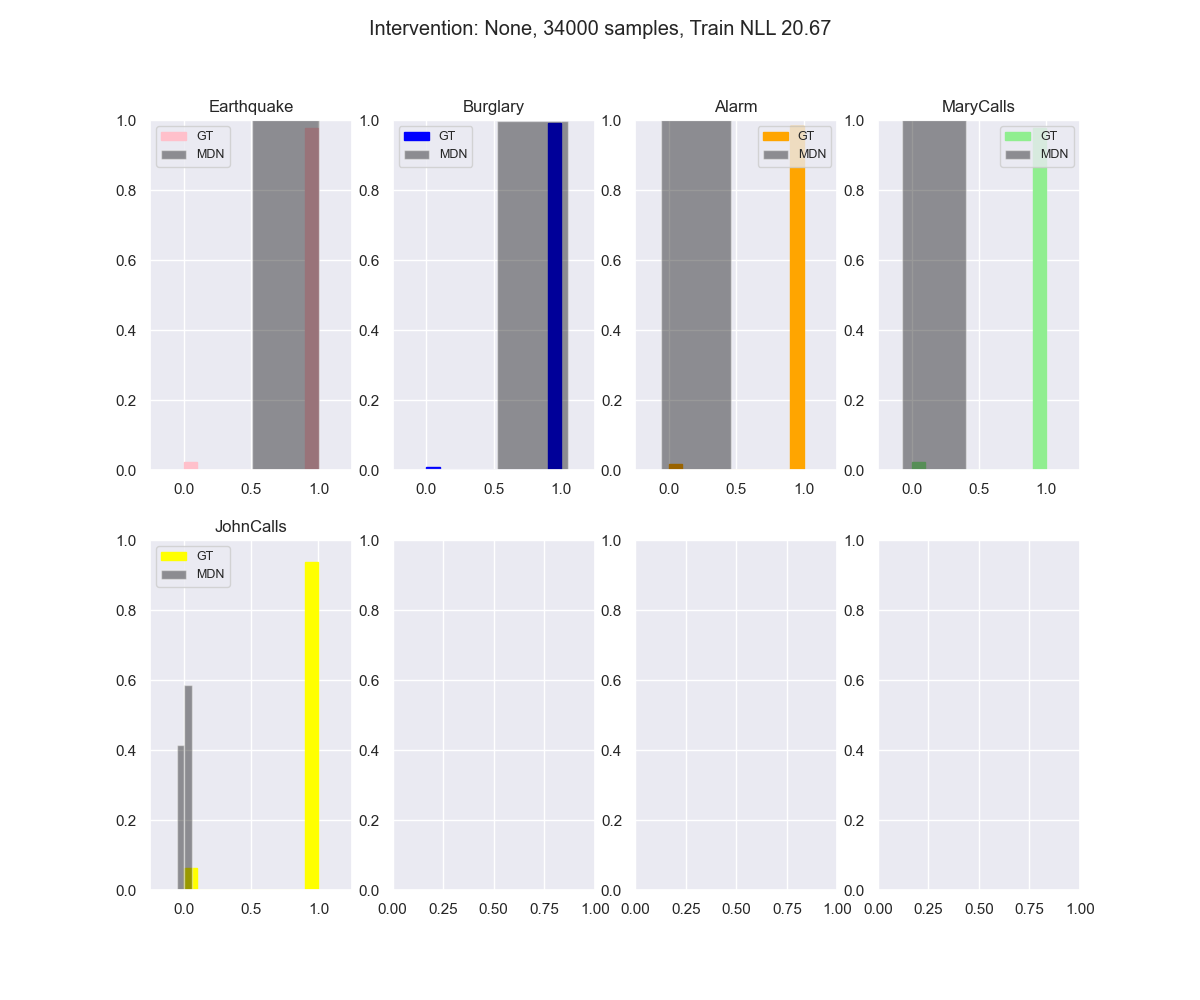 Intervention: None, 34000 samples, Train NLL 20.67
Earthquake Burglary Alarm MaryCalls
1.0 1.0 1.0 1.0
GT GT GT GT
MDN MDN MDN MDN
0.8 0.8 0.8 0.8
0.6 0.6 0.6 0.6
0.4 0.4 0.4 0.4
0.2 0.2 0.2 0.2
0.0 0.0 0.0 0.0
0.0 0.5 1.0 0.0 0.5 1.0 0.0 0.5 1.0 0.0 0.5 1.0
JohnCalls
1.0 1.0 1.0 1.0
GT
MDN
0.8 0.8 0.8 0.8
0.6 0.6 0.6 0.6
0.4 0.4 0.4 0.4
0.2 0.2 0.2 0.2
0.0 0.0 0.0 0.0
0.0 0.5 1.0 0.00 0.25 0.50 0.75 1.00 0.00 0.25 0.50 0.75 1.00 0.00 0.25 0.50 0.75 1.00